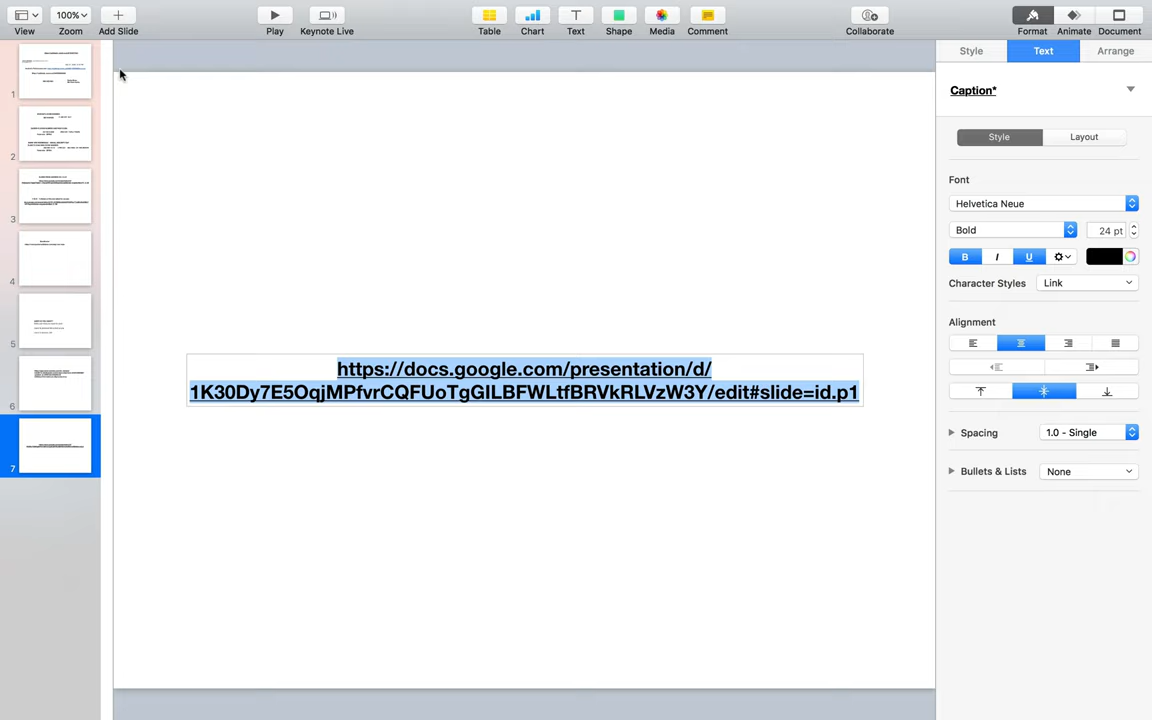 100%
View
Zoom
Add Slide
Play
Keynote Live
Table
Chart
Text
Shape
Media
Comment
Collaborate
Format
Animate
Document
Style
Text
Arrange
Caption*
Style
Layout
Font
Helvetica Neue
Bold
24 pt
B I U
Character Styles
Link
Alignment
Spacing
1.0 - Single
Bullets & Lists
None
https://docs.google.com/presentation/d/
1K30Dy7E5OqjMPfvrCQFUoTgGILBFWLtfBRVkRLVzW3Y/edit#slide=id.p1
1
2
3
4
5
6
7